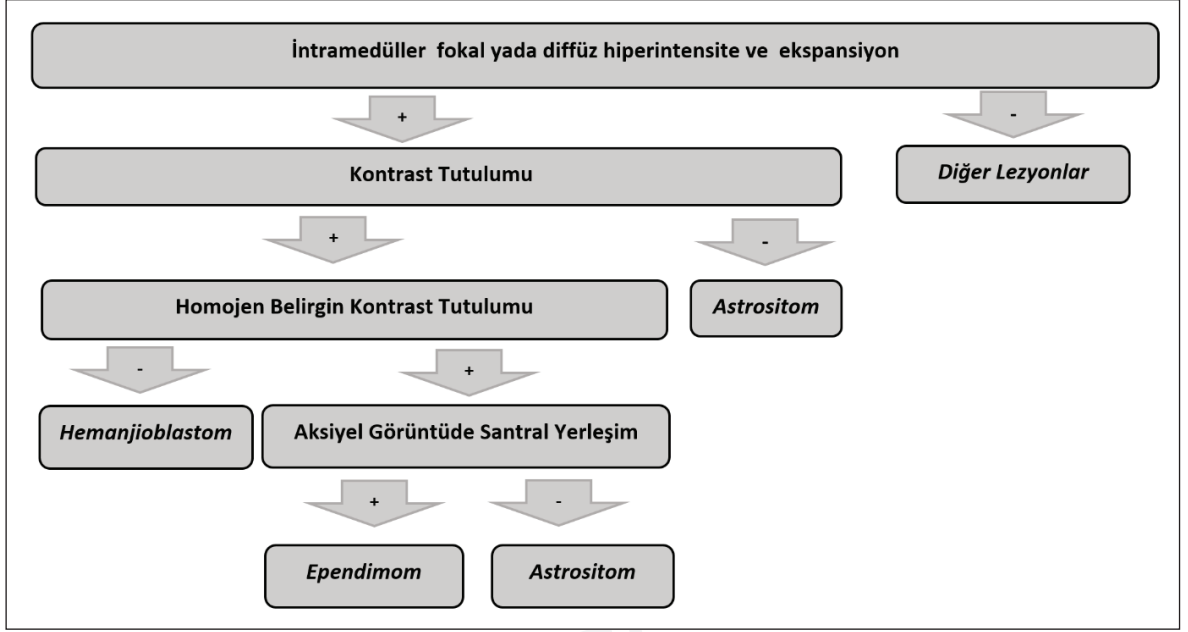 İntramedüller fokal yada diffüz hiperintensite ve ekspansiyon
+
-
Kontrast Tutulumu
Diğer Lezyonlar
+
-
Homojen Belirgin Kontrast Tutulumu
Astrositom
-
+
Hemanjioblastom
Aksiyel Görüntüde Santral Yerleşim
+
-
Ependimom
Astrositom